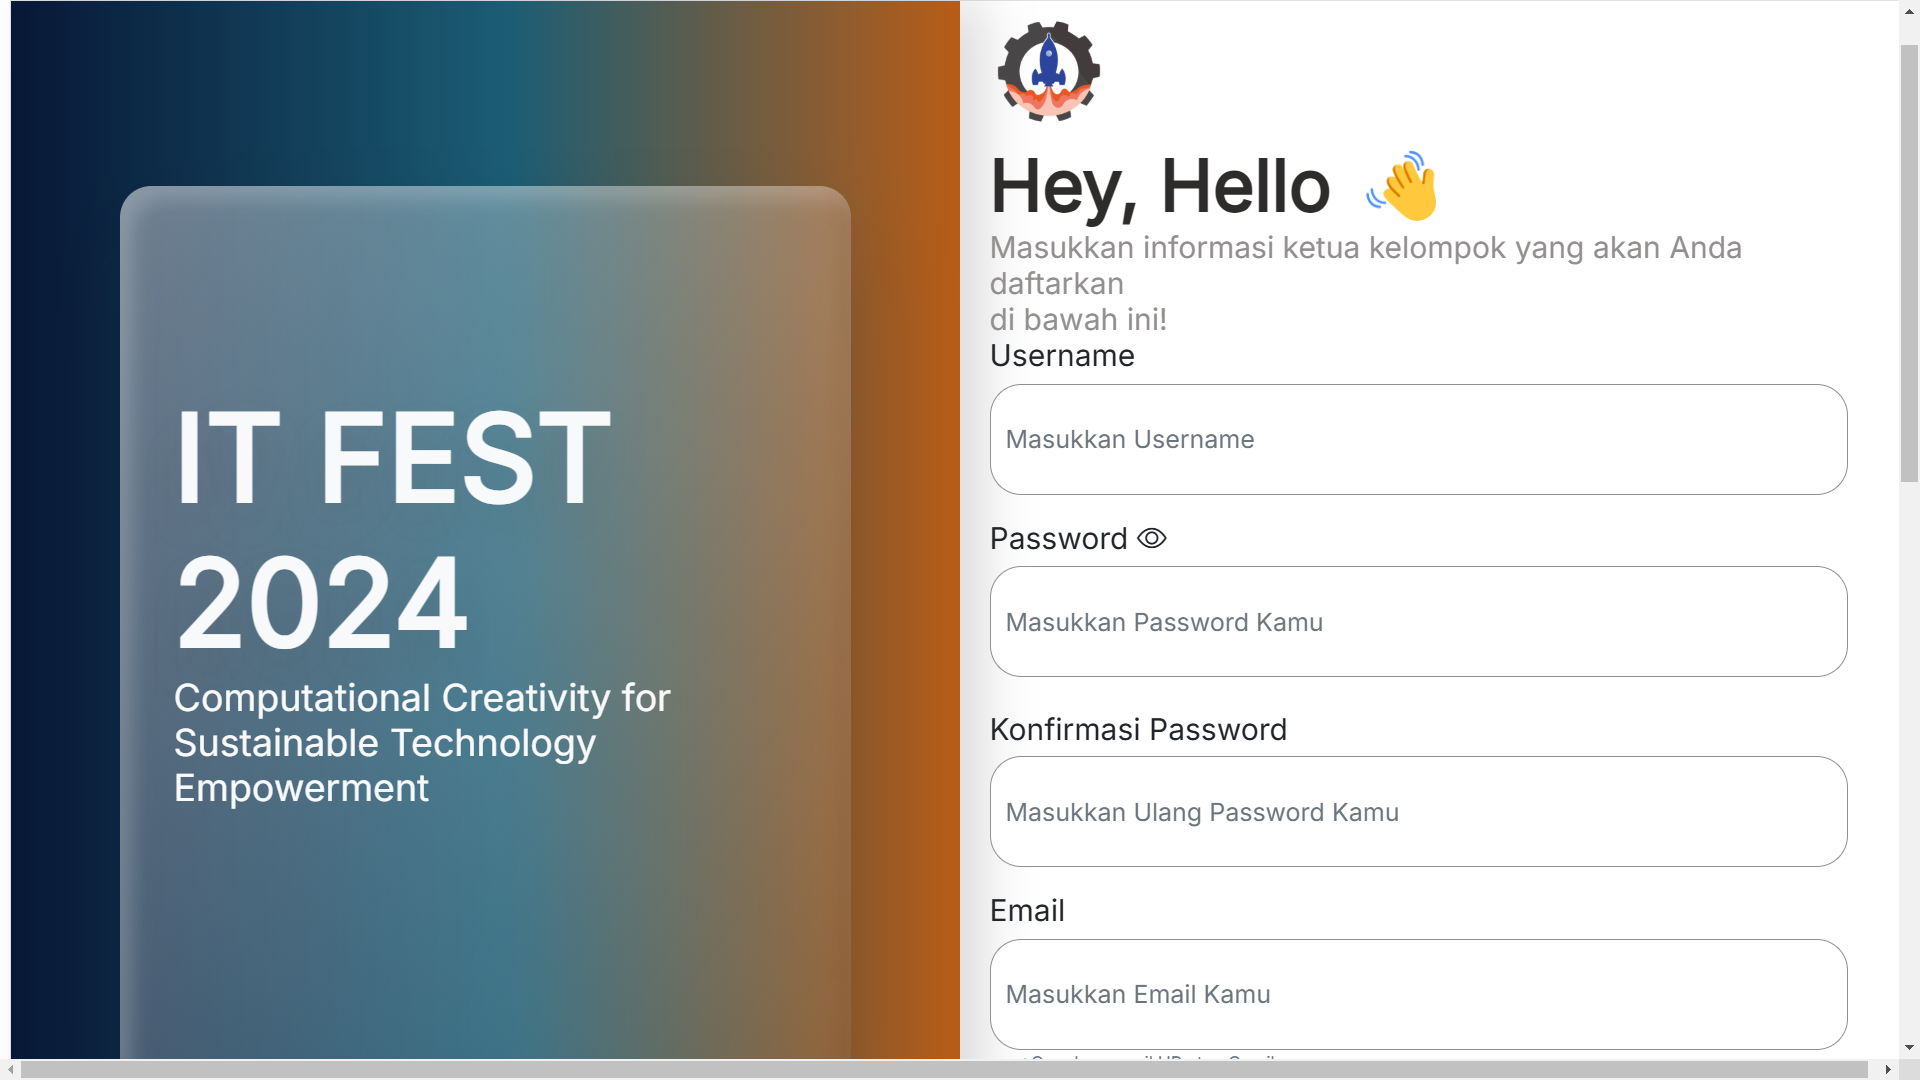 IT FEST
2024
Computational Creativity for
Sustainable Technology
Empowerment
Hey, Hello 👋
Masukkan informasi ketua kelompok yang akan Anda
daftarkan
di bawah ini!
Username
Masukkan Username
Password
Masukkan Password Kamu
Konfirmasi Password
Masukkan Ulang Password Kamu
Email
Masukkan Email Kamu